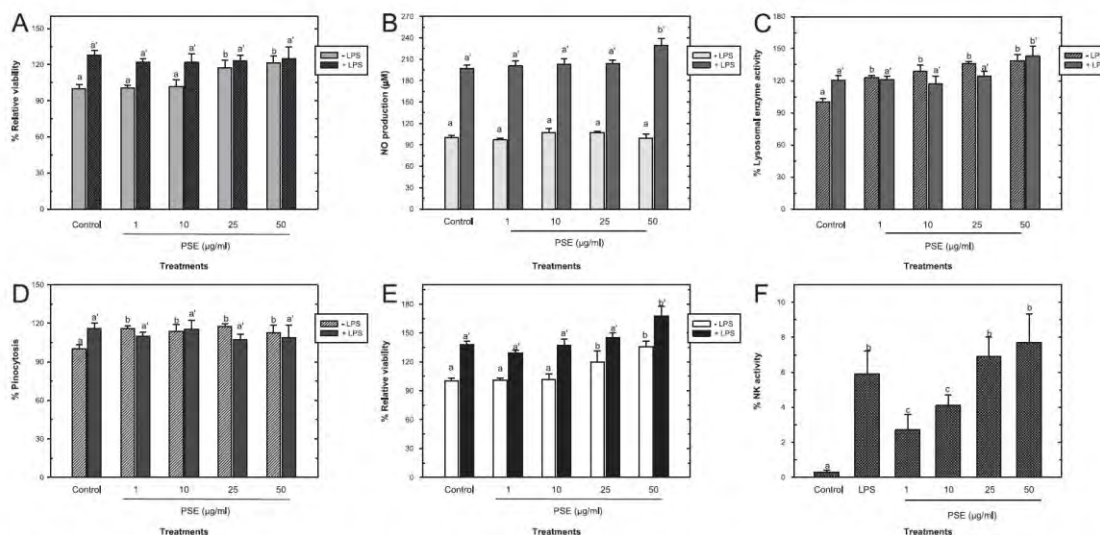 A
% Relative viability
120
90
60
30
0
a
a'
a
a'
a
a'
b
a'
b
a'
- LPS
+ LPS
Control 1 10 25 50
PSE (µg/ml)
Treatments
B
NO production (µM)
270
240
210
180
150
120
90
60
30
0
a
a'
a
a'
a
a'
a
a'
a
b'
- LPS
+ LPS
Control 1 10 25 50
PSE (µg/ml)
Treatments
C
% Lysosomal enzyme activity
180
150
120
90
60
30
0
a
a'
b
a'
b
a'
b
a'
b
b'
- LPS
+ LPS
Control 1 10 25 50
PSE (µg/ml)
Treatments
D
% Pinocytosis
150
120
90
60
30
0
a
a'
b
a'
b
a'
b
a'
b
a'
- LPS
+ LPS
Control 1 10 25 50
PSE (µg/ml)
Treatments
E
% Relative viability
180
150
120
90
60
30
0
a
a'
a
a'
a
a'
b
a'
b
b'
- LPS
+ LPS
Control 1 10 25 50
PSE (µg/ml)
Treatments
F
% NK activity
10
8
6
4
2
0
a
b
c
c
b
b
Control LPS 1 10 25 50
PSE (µg/ml)
Treatments